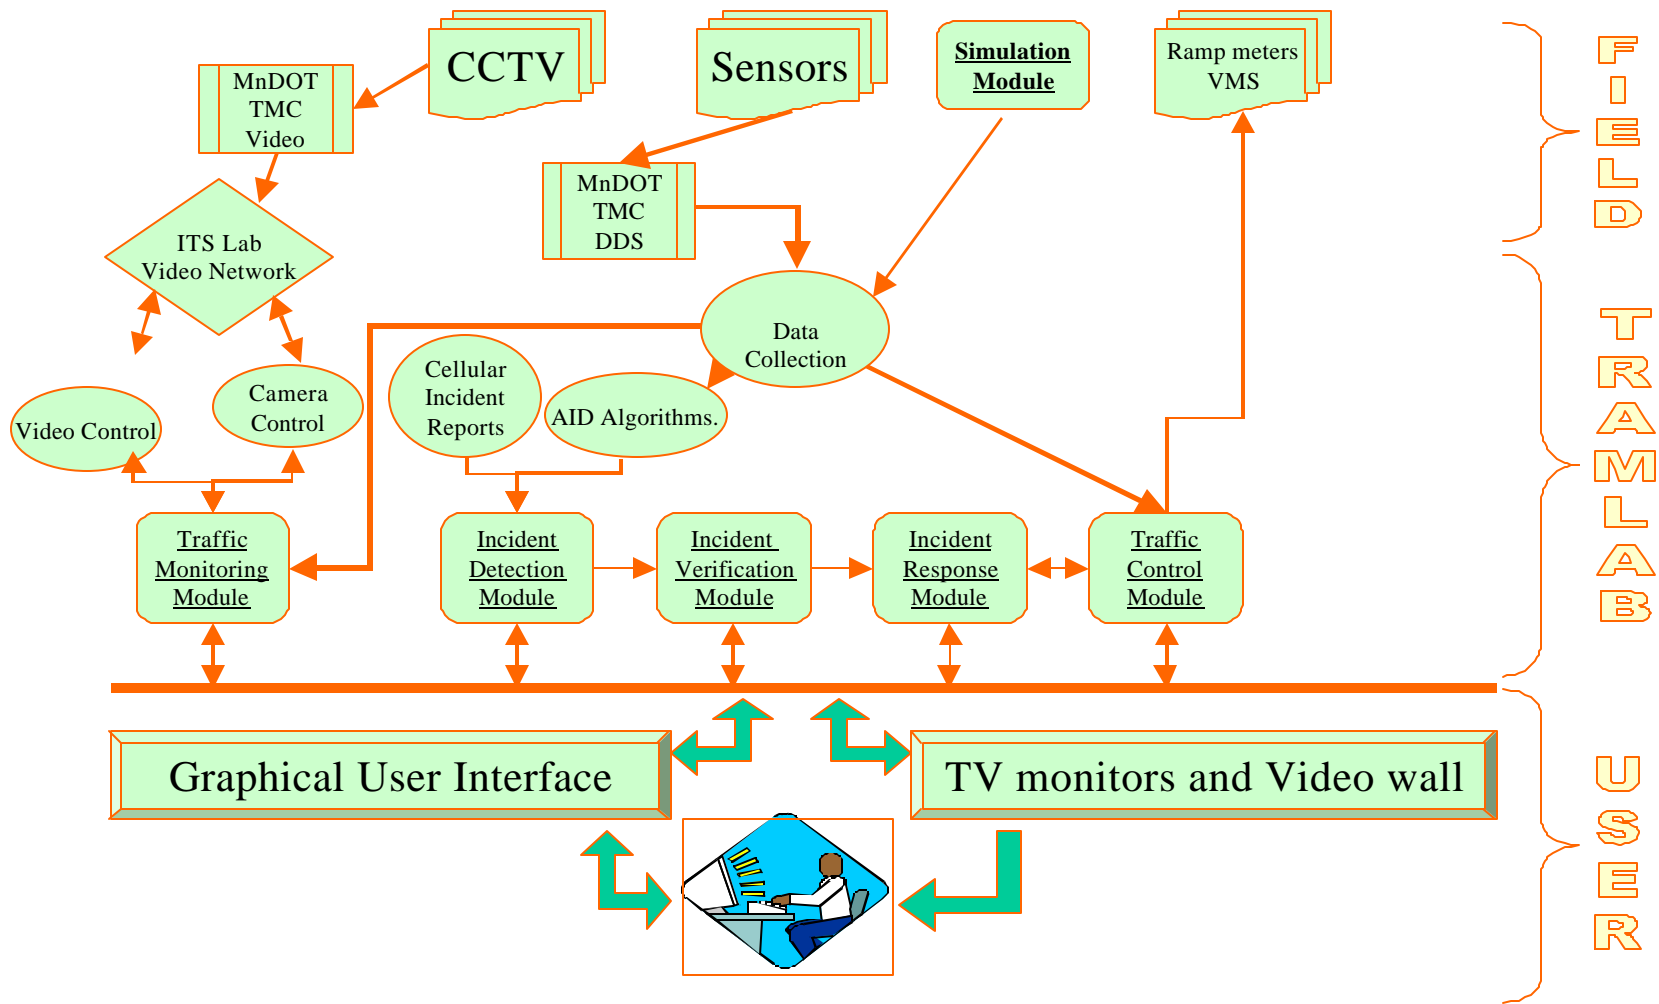 CCTV
Sensors
Simulation
Module
Ramp meters
VMS
MnDOT
TMC
Video
MnDOT
TMC
DDS
ITS Lab
Video Network
Data
Collection
Cellular
Incident
Reports
AID Algorithms.
Camera
Control
Video Control
Traffic
Monitoring
Module
Incident
Detection
Module
Incident
Verification
Module
Incident
Response
Module
Traffic
Control
Module
Graphical User Interface
TV monitors and Video wall
FIELD
TRAMLAB
USER